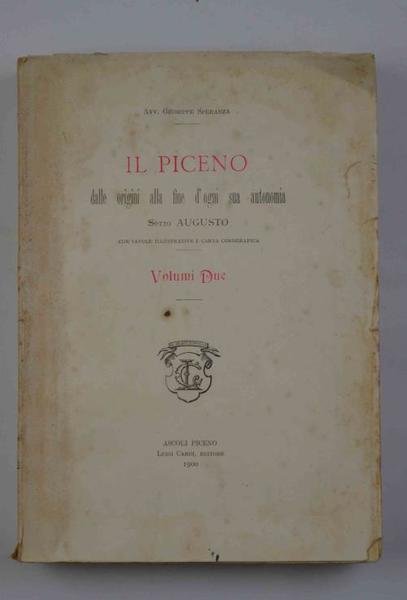 Avv. Giuseppe Speranza
IL PICENO
dalle origini alla fine d'ogni sua autonomia
Sotto AUGUSTO
CON TAVOLE ILLUSTRATIVE E CARTA COROGRAFICA
Volumi Due
ASCOLI PICENO
Luigi Cardi, editore
1900